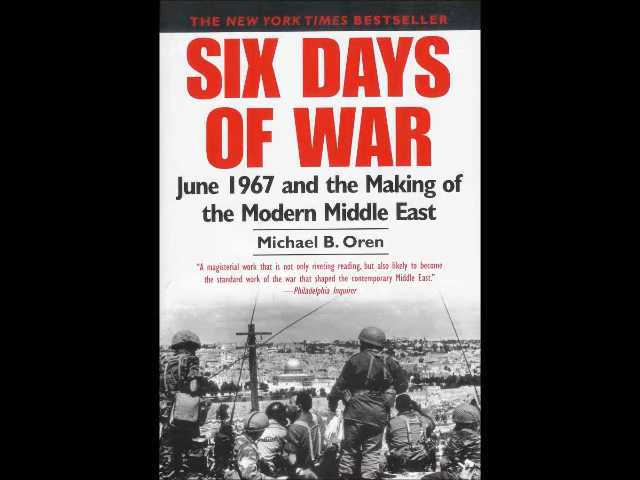 THE NEW YORK TIMES BESTSELLER
SIX DAYS
OF WAR
June 1967 and the Making of
the Modern Middle East
Michael B. Oren
"A magisterial work that is not only riveting reading, but also likely to become
the standard work of the war that shaped the contemporary Middle East."
—Philadelphia Inquirer